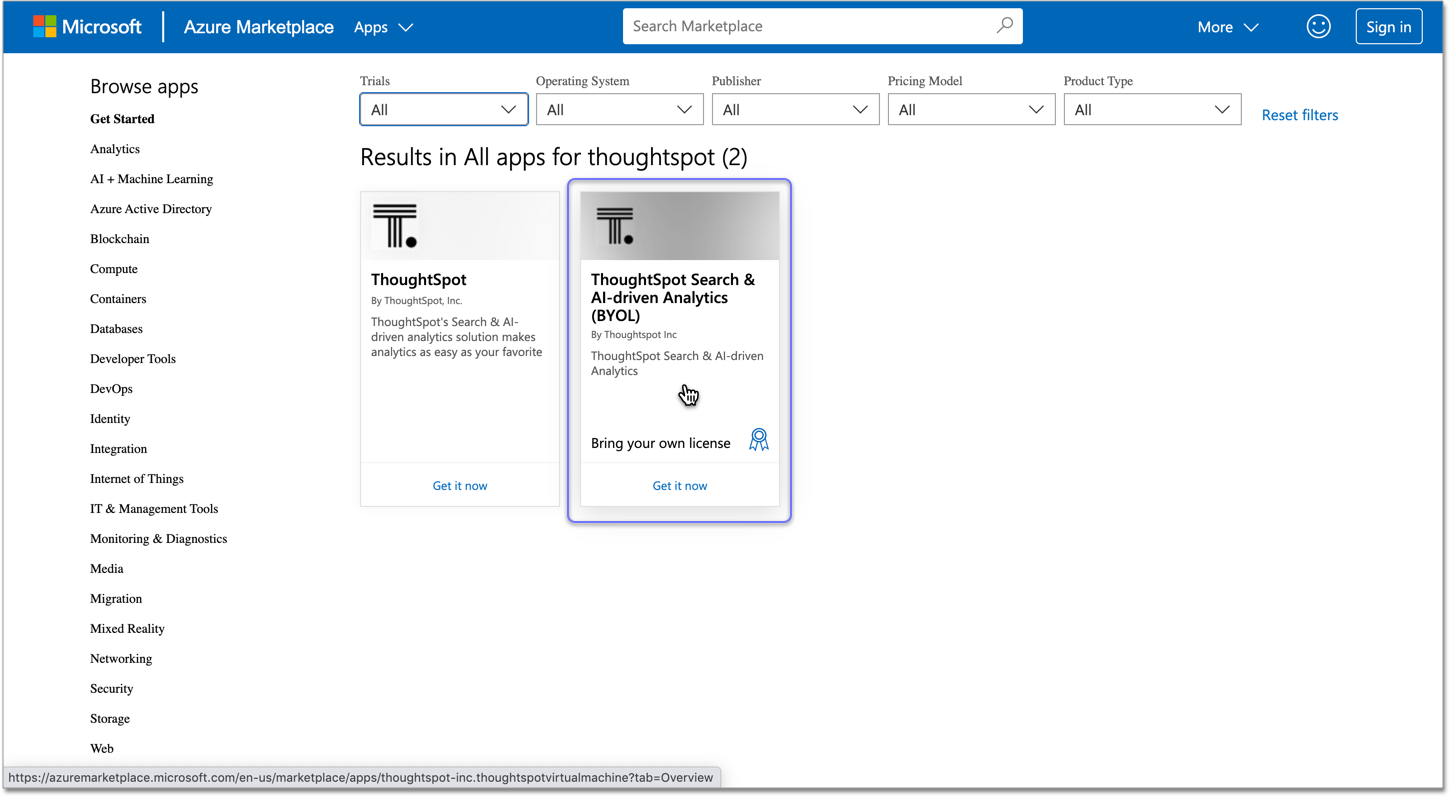 Microsoft
Azure Marketplace
Apps
Search Marketplace
More
Sign in
Browse apps
Get Started
Analytics
AI + Machine Learning
Azure Active Directory
Blockchain
Compute
Containers
Databases
Developer Tools
DevOps
Identity
Integration
Internet of Things
IT & Management Tools
Monitoring & Diagnostics
Media
Migration
Mixed Reality
Networking
Security
Storage
Web
Trials
Operating System
Publisher
Pricing Model
Product Type
All
All
All
All
All
Reset filters
Results in All apps for thoughtspot (2)
T.
ThoughtSpot
By ThoughtSpot, Inc.
ThoughtSpot's Search & AI-
driven analytics solution makes
analytics as easy as your favorite
Get it now
T.
ThoughtSpot Search &
AI-driven Analytics
(BYOL)
By Thoughtspot Inc
ThoughtSpot Search & AI-driven
Analytics
Bring your own license
Get it now
https://azuremarketplace.microsoft.com/en-us/marketplace/apps/thoughtspot-inc.thoughtspotvirtualmachine?tab=Overview